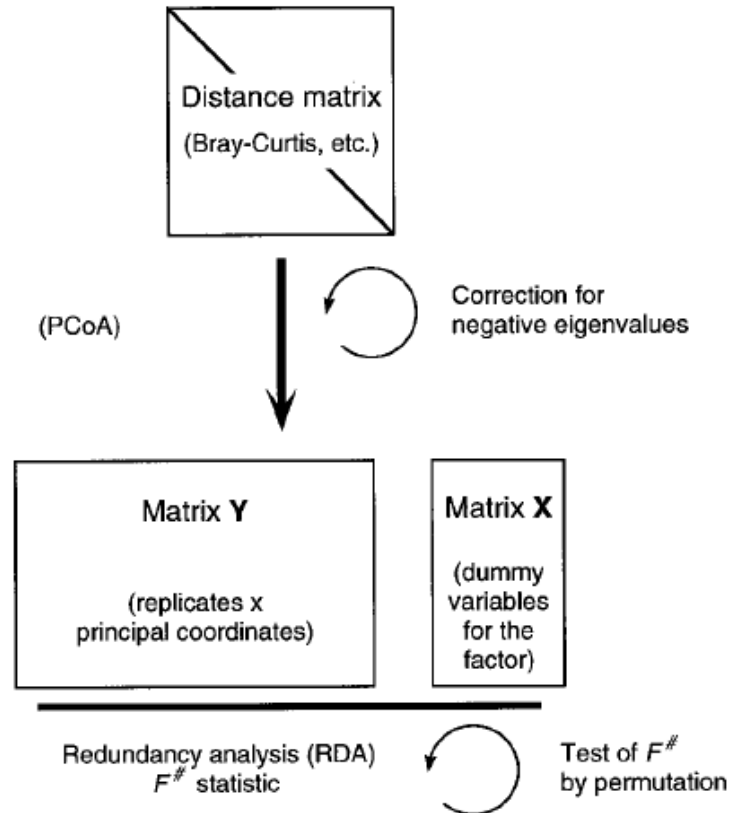 Distance matrix
(Bray-Curtis, etc.)
(PCoA)
Correction for
negative eigenvalues
Matrix Y
(replicates x
principal coordinates)
Matrix X
(dummy
variables
for the
factor)
Redundancy analysis (RDA)
F# statistic
Test of F#
by permutation